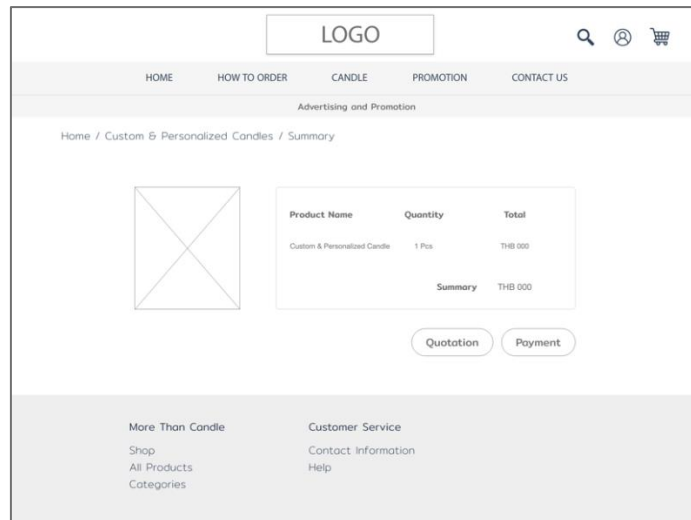 LOGO
HOME HOW TO ORDER CANDLE PROMOTION CONTACT US
Advertising and Promotion
Home / Custom & Personalized Candles / Summary
Product Name Quantity Total
Custom & Personalized Candle 1 Pcs THB 000
Summary THB 000
Quotation Payment
More Than Candle Customer Service
Shop Contact Information
All Products Help
Categories